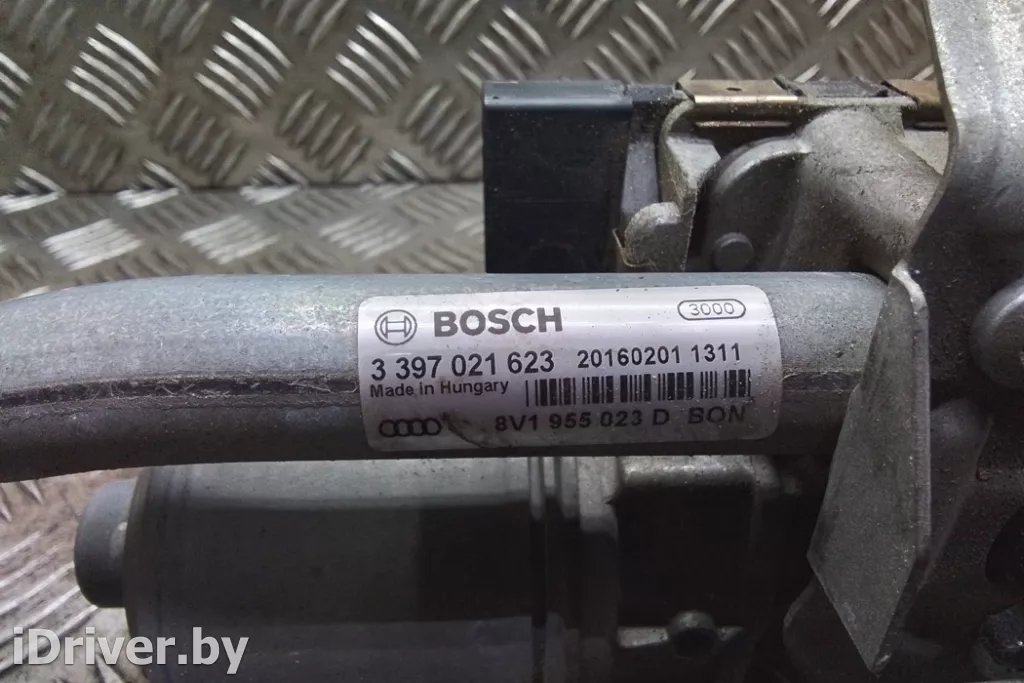 BOSCH 3000
3 397 021 623 20160201 1311
Made in Hungary
8V1 955 023 D BON
iDriver.by